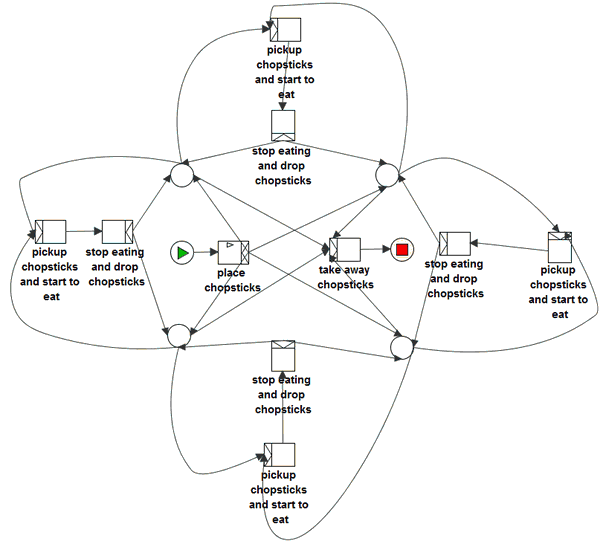 pickup
chopsticks
and start to
eat
stop eating
and drop
chopsticks
pickup
chopsticks
and start to
eat
stop eating
and drop
chopsticks
place
chopsticks
take away
chopsticks
stop eating
and drop
chopsticks
pickup
chopsticks
and start to
eat
stop eating
and drop
chopsticks
pickup
chopsticks
and start to
eat